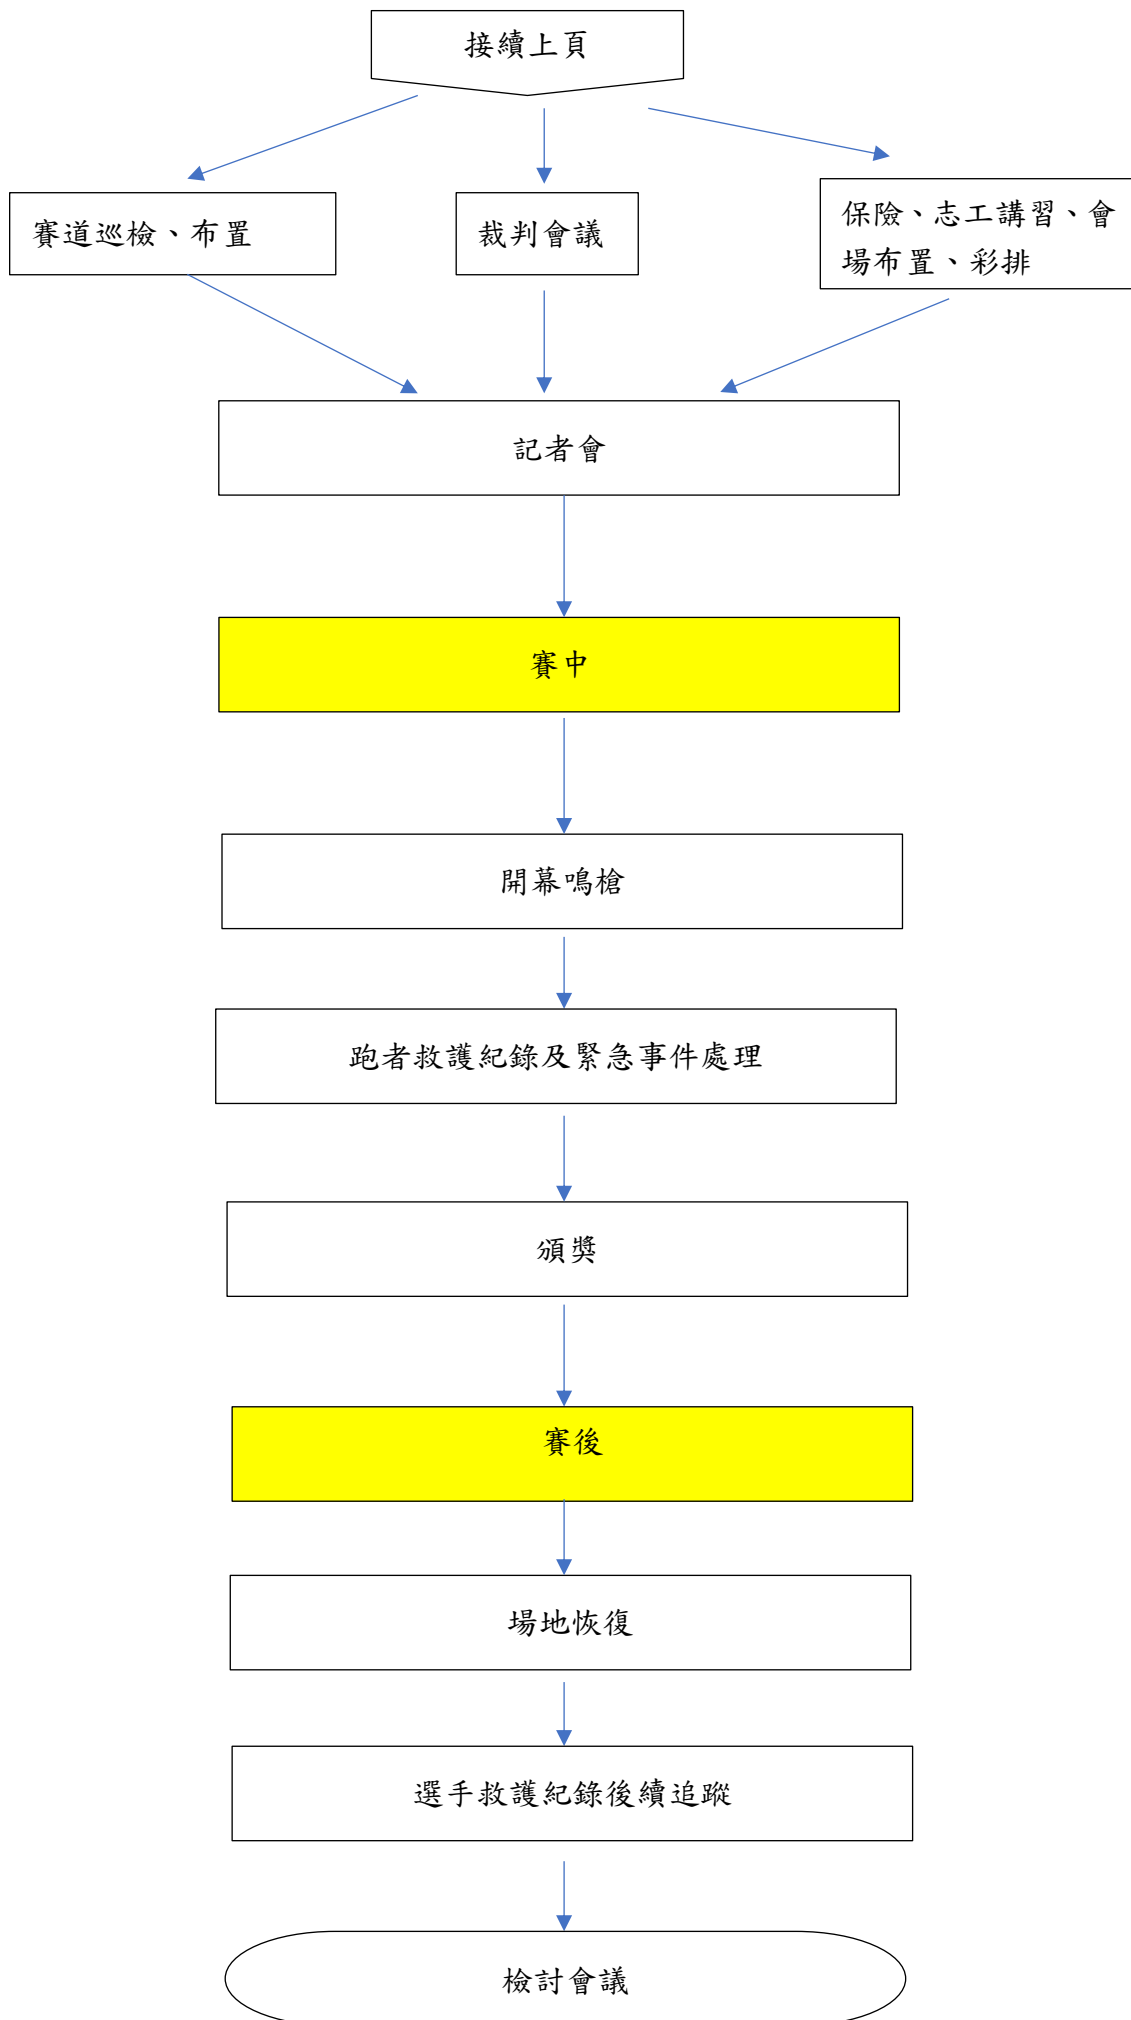 接續上頁
賽道巡檢、布置
裁判會議
保險、志工講習、會
場布置、彩排
記者會
賽中
開幕鳴槍
跑者救護紀錄及緊急事件處理
頒獎
賽後
場地恢復
選手救護紀錄後續追蹤
檢討會議